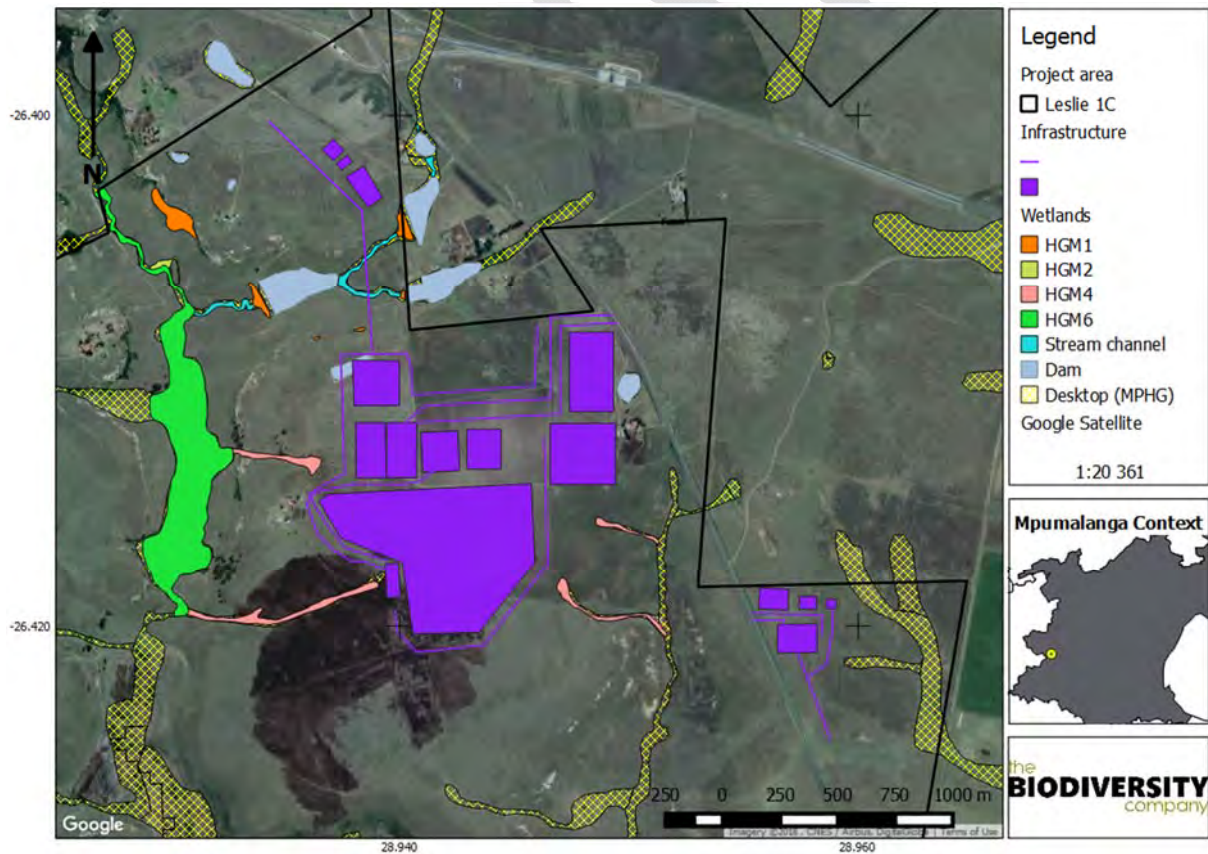 -26.400
-26.420
N
28.940
28.960
250 0 250 500 750 1000 m
Google
Imagery ©2018 , CNES / Airbus, DigitalGlobe | Terms of Use
Legend
Project area
Leslie 1C
Infrastructure
Wetlands
HGM1
HGM2
HGM4
HGM6
Stream channel
Dam
Desktop (MPHG)
Google Satellite
1:20 361
Mpumalanga Context
the
BIODIVERSITY
company